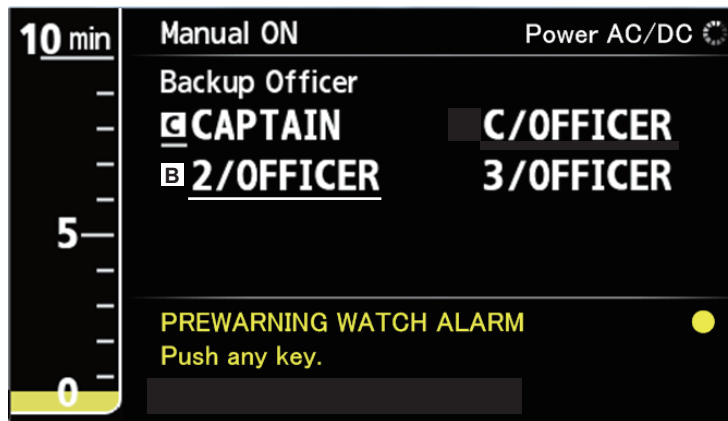 10 min
Manual ON Power AC/DC
Backup Officer
C CAPTAIN C/OFFICER
B 2/OFFICER 3/OFFICER
5
PREWARNING WATCH ALARM
Push any key.
0